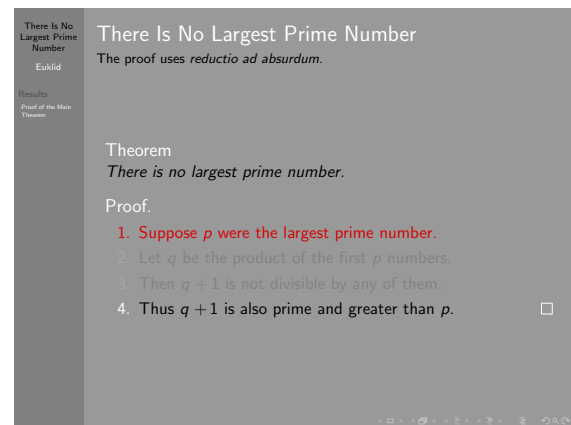 There Is No
Largest Prime
Number
Euklid
Results
Proof of the Main
Theorem
There Is No Largest Prime Number
The proof uses reductio ad absurdum.
Theorem
There is no largest prime number.
Proof.
1. Suppose p were the largest prime number.
2. Let q be the product of the first p numbers.
3. Then q + 1 is not divisible by any of them.
4. Thus q + 1 is also prime and greater than p.